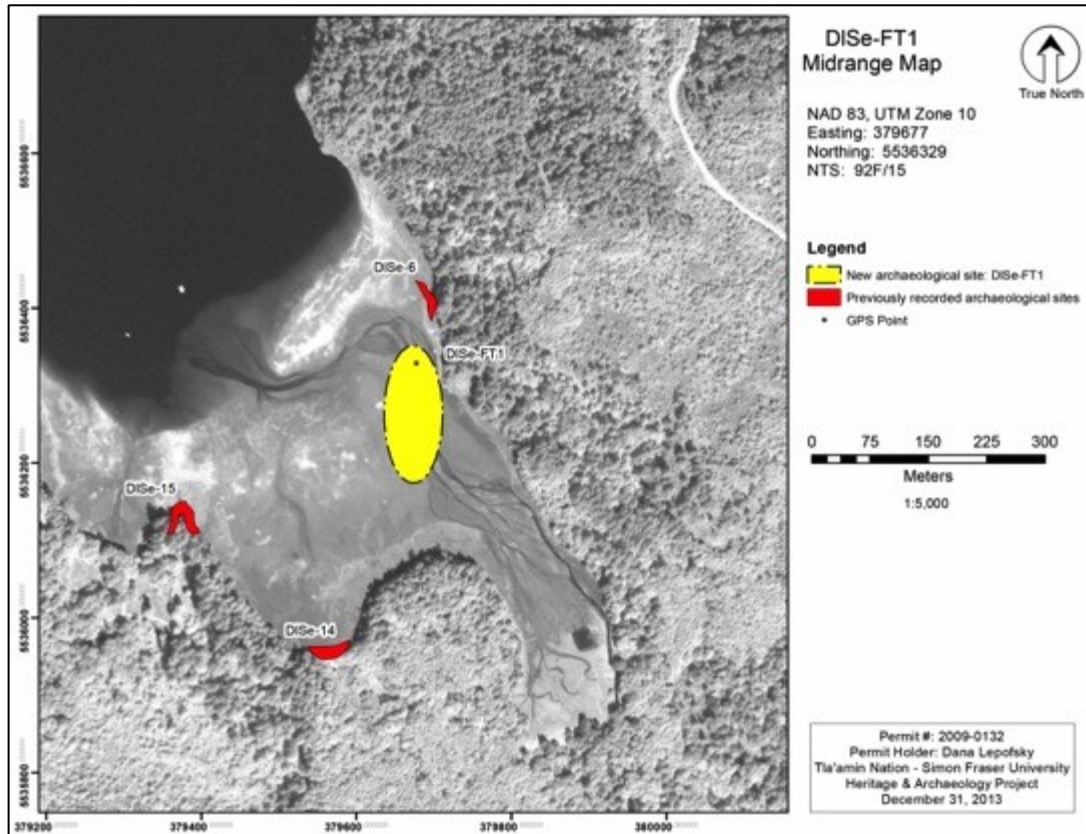 DISe-FT1
Midrange Map
True North
NAD 83, UTM Zone 10
Easting: 379677
Northing: 5536329
NTS: 92F/15
Legend
New archaeological site: DISe-FT1
Previously recorded archaeological sites
GPS Point
0 75 150 225 300
Meters
1:5,000
Permit #: 2009-0132
Permit Holder: Dana Lepofsky
Tla'amin Nation - Simon Fraser University
Heritage & Archaeology Project
December 31, 2013
DISe-6
DISe-FT1
DISe-15
DISe-14
5536600
5536400
5536200
5536000
5535800
379200 379400 379600 379800 380000